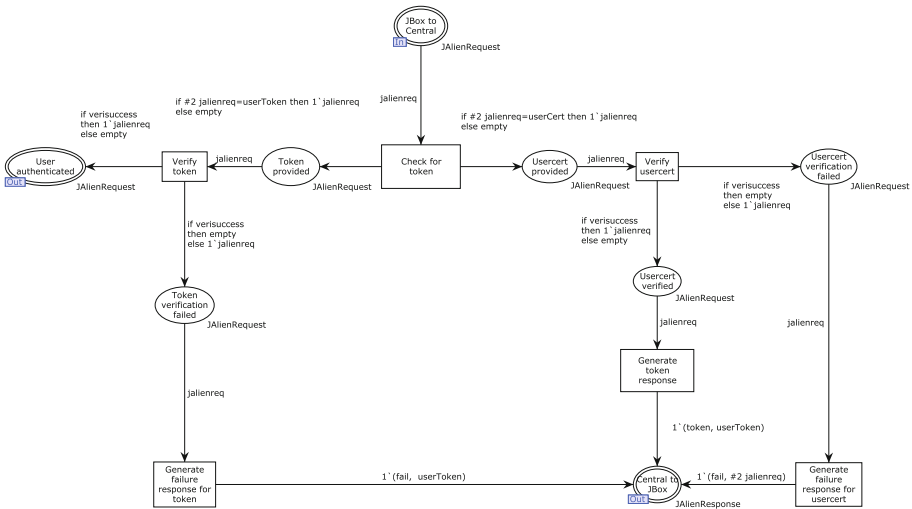 JBox to
Central
In
JAlienRequest
jalienreq
if #2 jalienreq=userToken then 1`jalienreq
else empty
if #2 jalienreq=userCert then 1`jalienreq
else empty
if verisuccess
then 1`jalienreq
else empty
User
authenticated
Out
JAlienRequest
Verify
token
jalienreq
Token
provided
JAlienRequest
Check for
token
Usercert
provided
JAlienRequest
jalienreq
Verify
usercert
Usercert
verification
failed
JAlienRequest
if verisuccess
then empty
else 1`jalienreq
if verisuccess
then empty
else 1`jalienreq
if verisuccess
then 1`jalienreq
else empty
Token
verification
failed
JAlienRequest
Usercert
verified
JAlienRequest
jalienreq
jalienreq
Generate
token
response
jalienreq
1`(token, userToken)
Generate
failure
response for
token
1`(fail, userToken)
Central to
JBox
Out
JAlienResponse
1`(fail, #2 jalienreq)
Generate
failure
response for
usercert